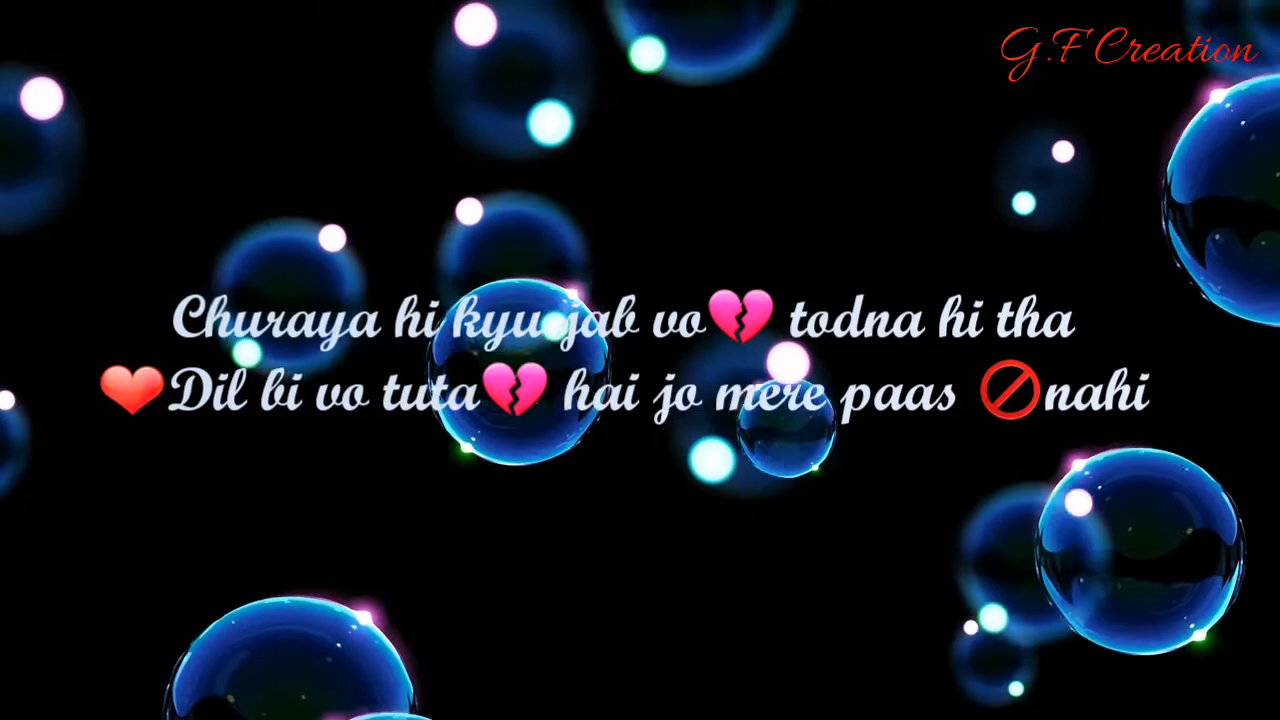 G.F Creation
Churaya hi kyu jab vo💔 todna hi tha
❤️Dil bi vo tuta💔 hai jo mere paas 🚫nahi